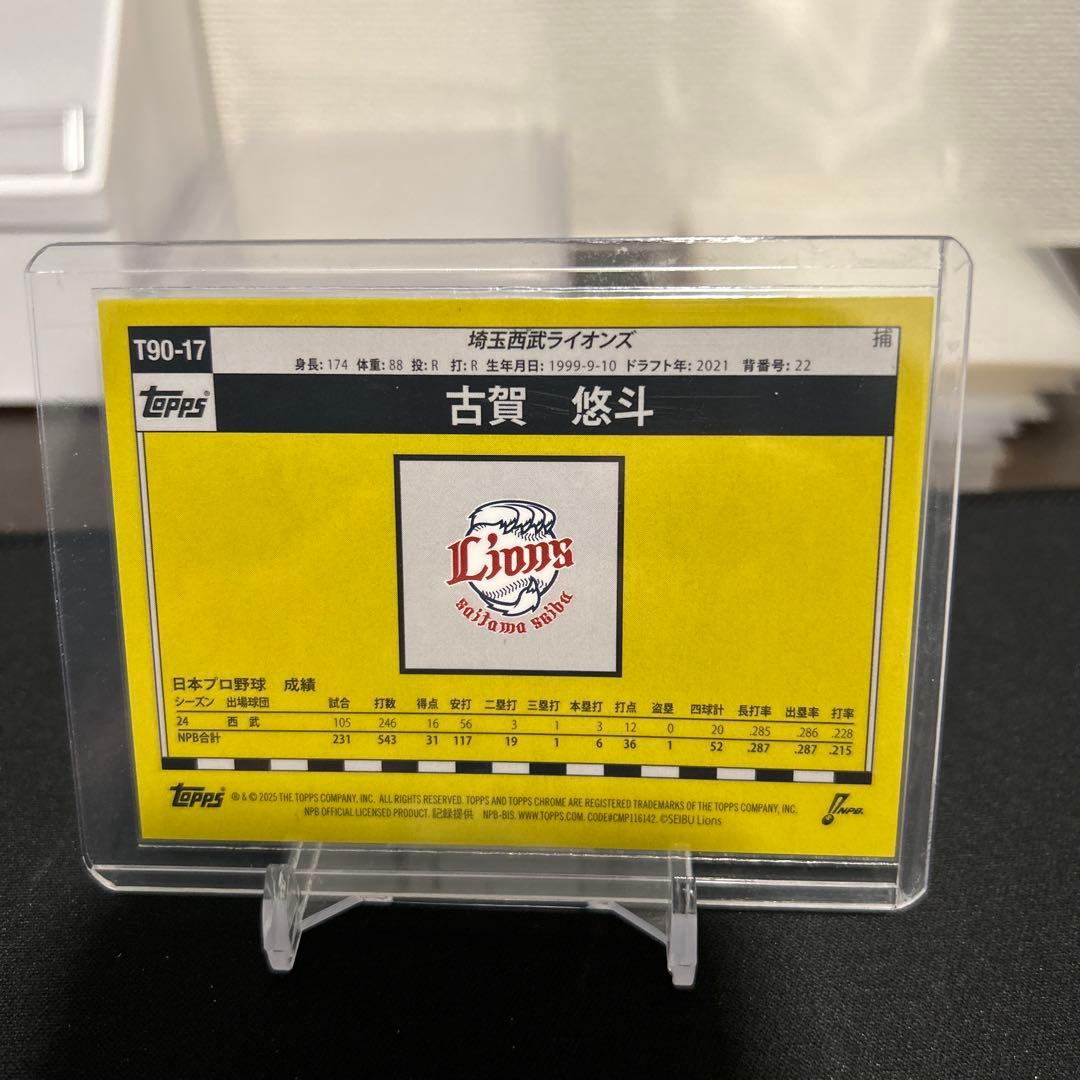 T90-17
埼玉西武ライオンズ
捕
身長: 174 体重: 88 投: R 打: R 生年月日: 1999-9-10 ドラフト年: 2021 背番号: 22
TOPPS
古賀 悠斗
Lions
saitama seibu
日本プロ野球 成績
シーズン 出場球団 試合 打数 得点 安打 二塁打 三塁打 本塁打 打点 盗塁 四球計 長打率 出塁率 打率
24 西 武 105 246 16 56 3 1 3 12 0 20 .285 .286 .228
NPB合計 231 543 31 117 19 1 6 36 1 52 .287 .287 .215
TOPPS ® & © 2025 THE TOPPS COMPANY, INC. ALL RIGHTS RESERVED. TOPPS AND TOPPS CHROME ARE REGISTERED TRADEMARKS OF THE TOPPS COMPANY, INC.
NPB OFFICIAL LICENSED PRODUCT. 記録提供 NPB-BIS. WWW.TOPPS.COM. CODE#CMP116142. ©SEIBU Lions
NPB.